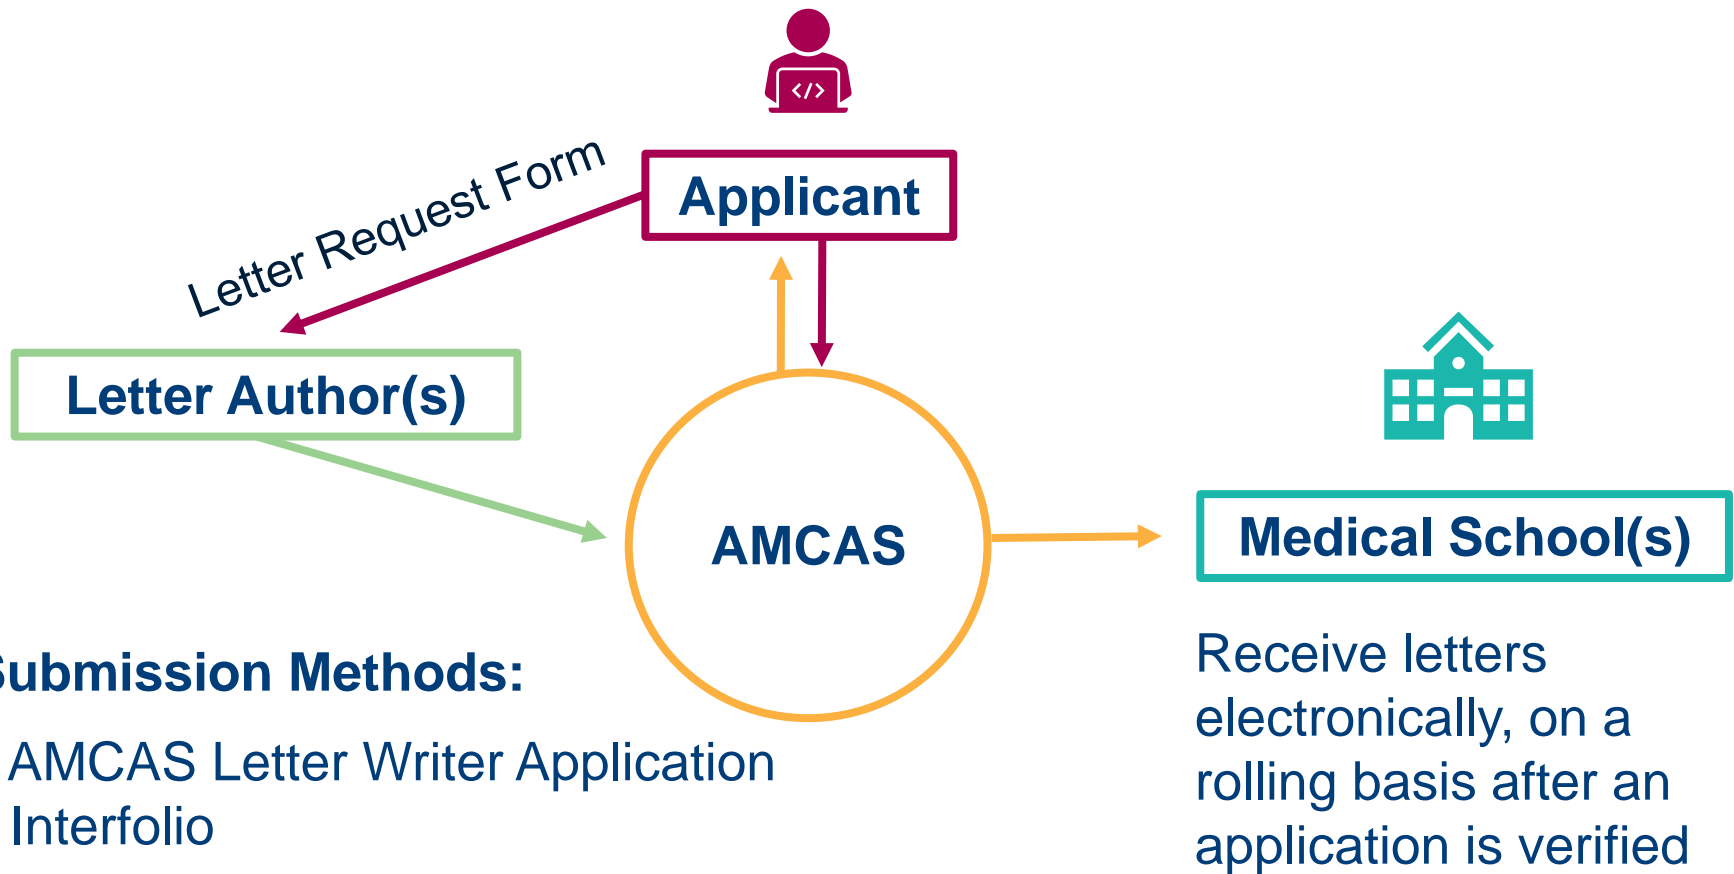 </>
Applicant
Letter Request Form
Letter Author(s)
AMCAS
Medical School(s)
Submission Methods:
AMCAS Letter Writer Application
Interfolio
Receive letters
electronically, on a
rolling basis after an
application is verified